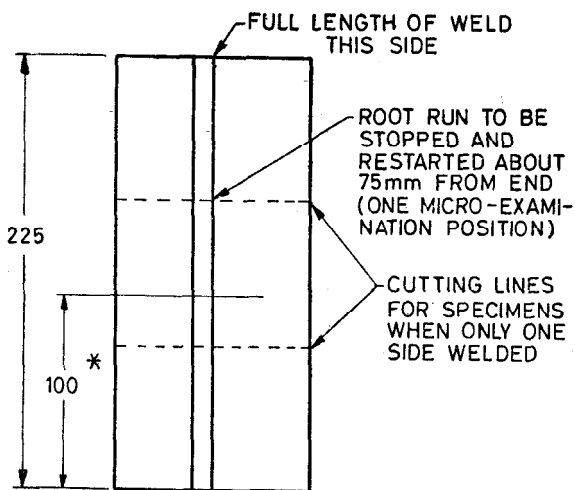 FULL LENGTH OF WELD
THIS SIDE
ROOT RUN TO BE
STOPPED AND
RESTARTED ABOUT
75mm FROM END
(ONE MICRO-EXAMI-
NATION POSITION)
225
CUTTING LINES
FOR SPECIMENS
WHEN ONLY ONE
SIDE WELDED
100 *